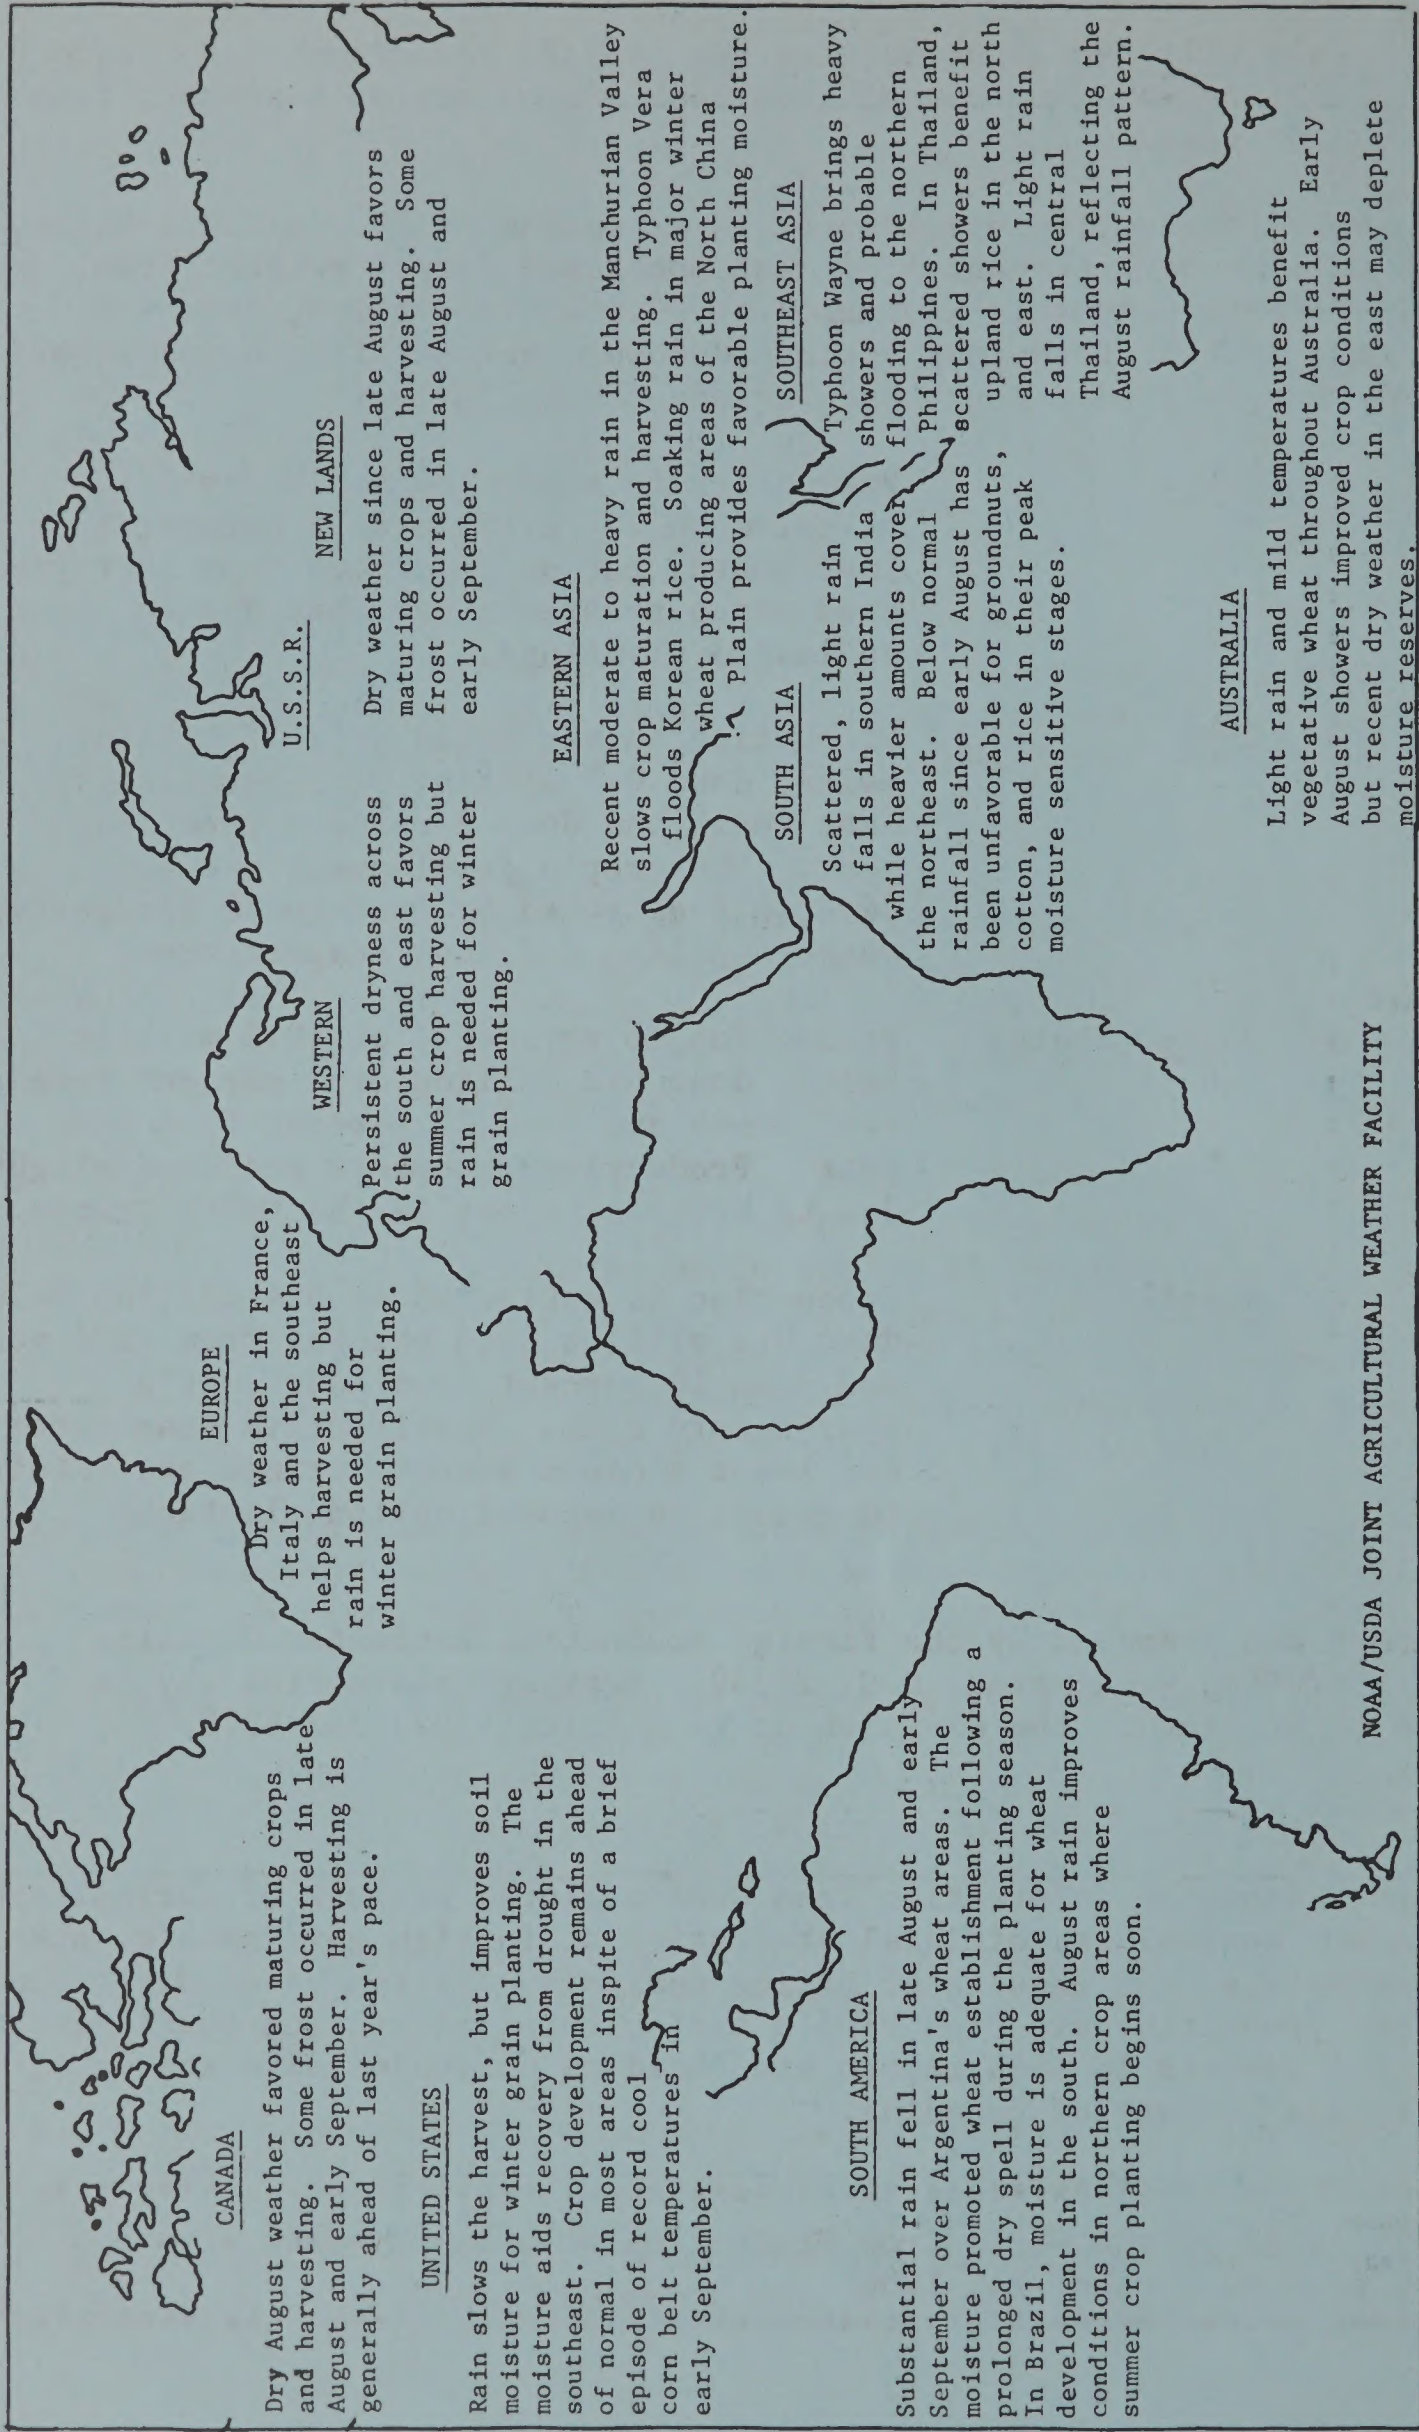 CANADA
Dry August weather favored maturing crops
and harvesting. Some frost occurred in late
August and early September. Harvesting is
generally ahead of last year's pace.
UNITED STATES
Rain slows the harvest, but improves soil
moisture for winter grain planting. The
moisture aids recovery from drought in the
southeast. Crop development remains ahead
of normal in most areas inspite of a brief
episode of record cool
corn belt temperatures in
early September.
SOUTH AMERICA
Substantial rain fell in late August and early
September over Argentina's wheat areas. The
moisture promoted wheat establishment following a
prolonged dry spell during the planting season.
In Brazil, moisture is adequate for wheat
development in the south. August rain improves
conditions in northern crop areas where
summer crop planting begins soon.
EUROPE
Dry weather in France,
Italy and the southeast
helps harvesting but
rain is needed for
winter grain planting.
U.S.S.R.
WESTERN
Persistent dryness across
the south and east favors
summer crop harvesting but
rain is needed for winter
grain planting.
NEW LANDS
Dry weather since late August favors
maturing crops and harvesting. Some
frost occurred in late August and
early September.
EASTERN ASIA
Recent moderate to heavy rain in the Manchurian Valley
slows crop maturation and harvesting. Typhoon Vera
floods Korean rice. Soaking rain in major winter
wheat producing areas of the North China
Plain provides favorable planting moisture.
SOUTH ASIA
Scattered, light rain
falls in southern India
while heavier amounts cover
the northeast. Below normal
rainfall since early August has
been unfavorable for groundnuts,
cotton, and rice in their peak
moisture sensitive stages.
SOUTHEAST ASIA
Typhoon Wayne brings heavy
showers and probable
flooding to the northern
Philippines. In Thailand,
scattered showers benefit
upland rice in the north
and east. Light rain
falls in central
Thailand, reflecting the
August rainfall pattern.
AUSTRALIA
Light rain and mild temperatures benefit
vegetative wheat throughout Australia. Early
August showers improved crop conditions
but recent dry weather in the east may deplete
moisture reserves.
NOAA/USDA JOINT AGRICULTURAL WEATHER FACILITY